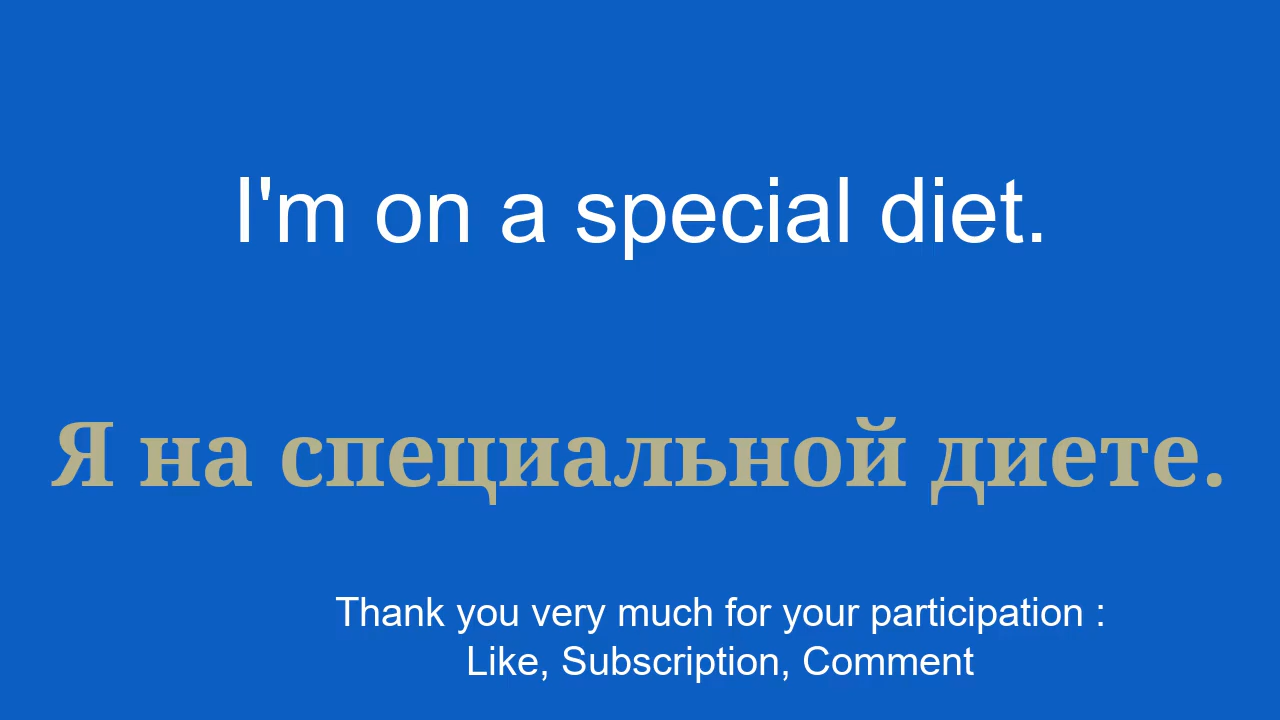 I'm on a special diet.
Я на специальной диете.
Thank you very much for your participation :
Like, Subscription, Comment